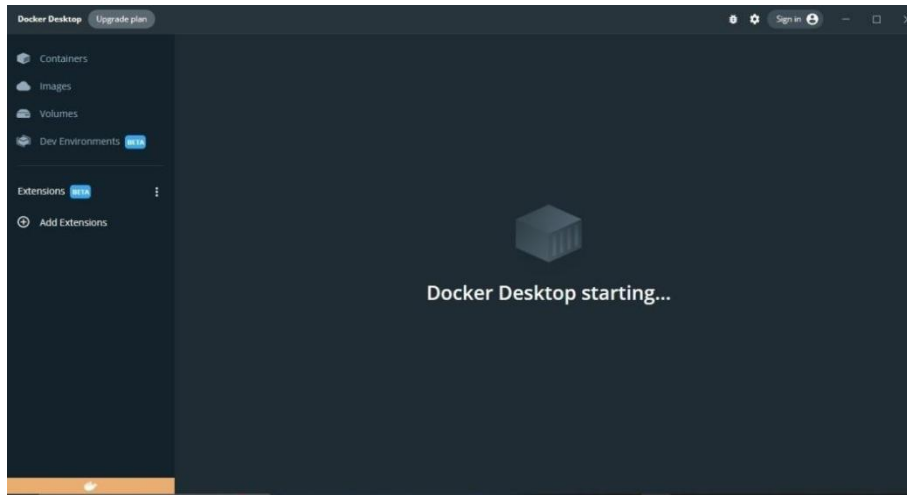 Docker Desktop Upgrade plan Sign in
Containers
Images
Volumes
Dev Environments BETA
Extensions BETA
Add Extensions
Docker Desktop starting...